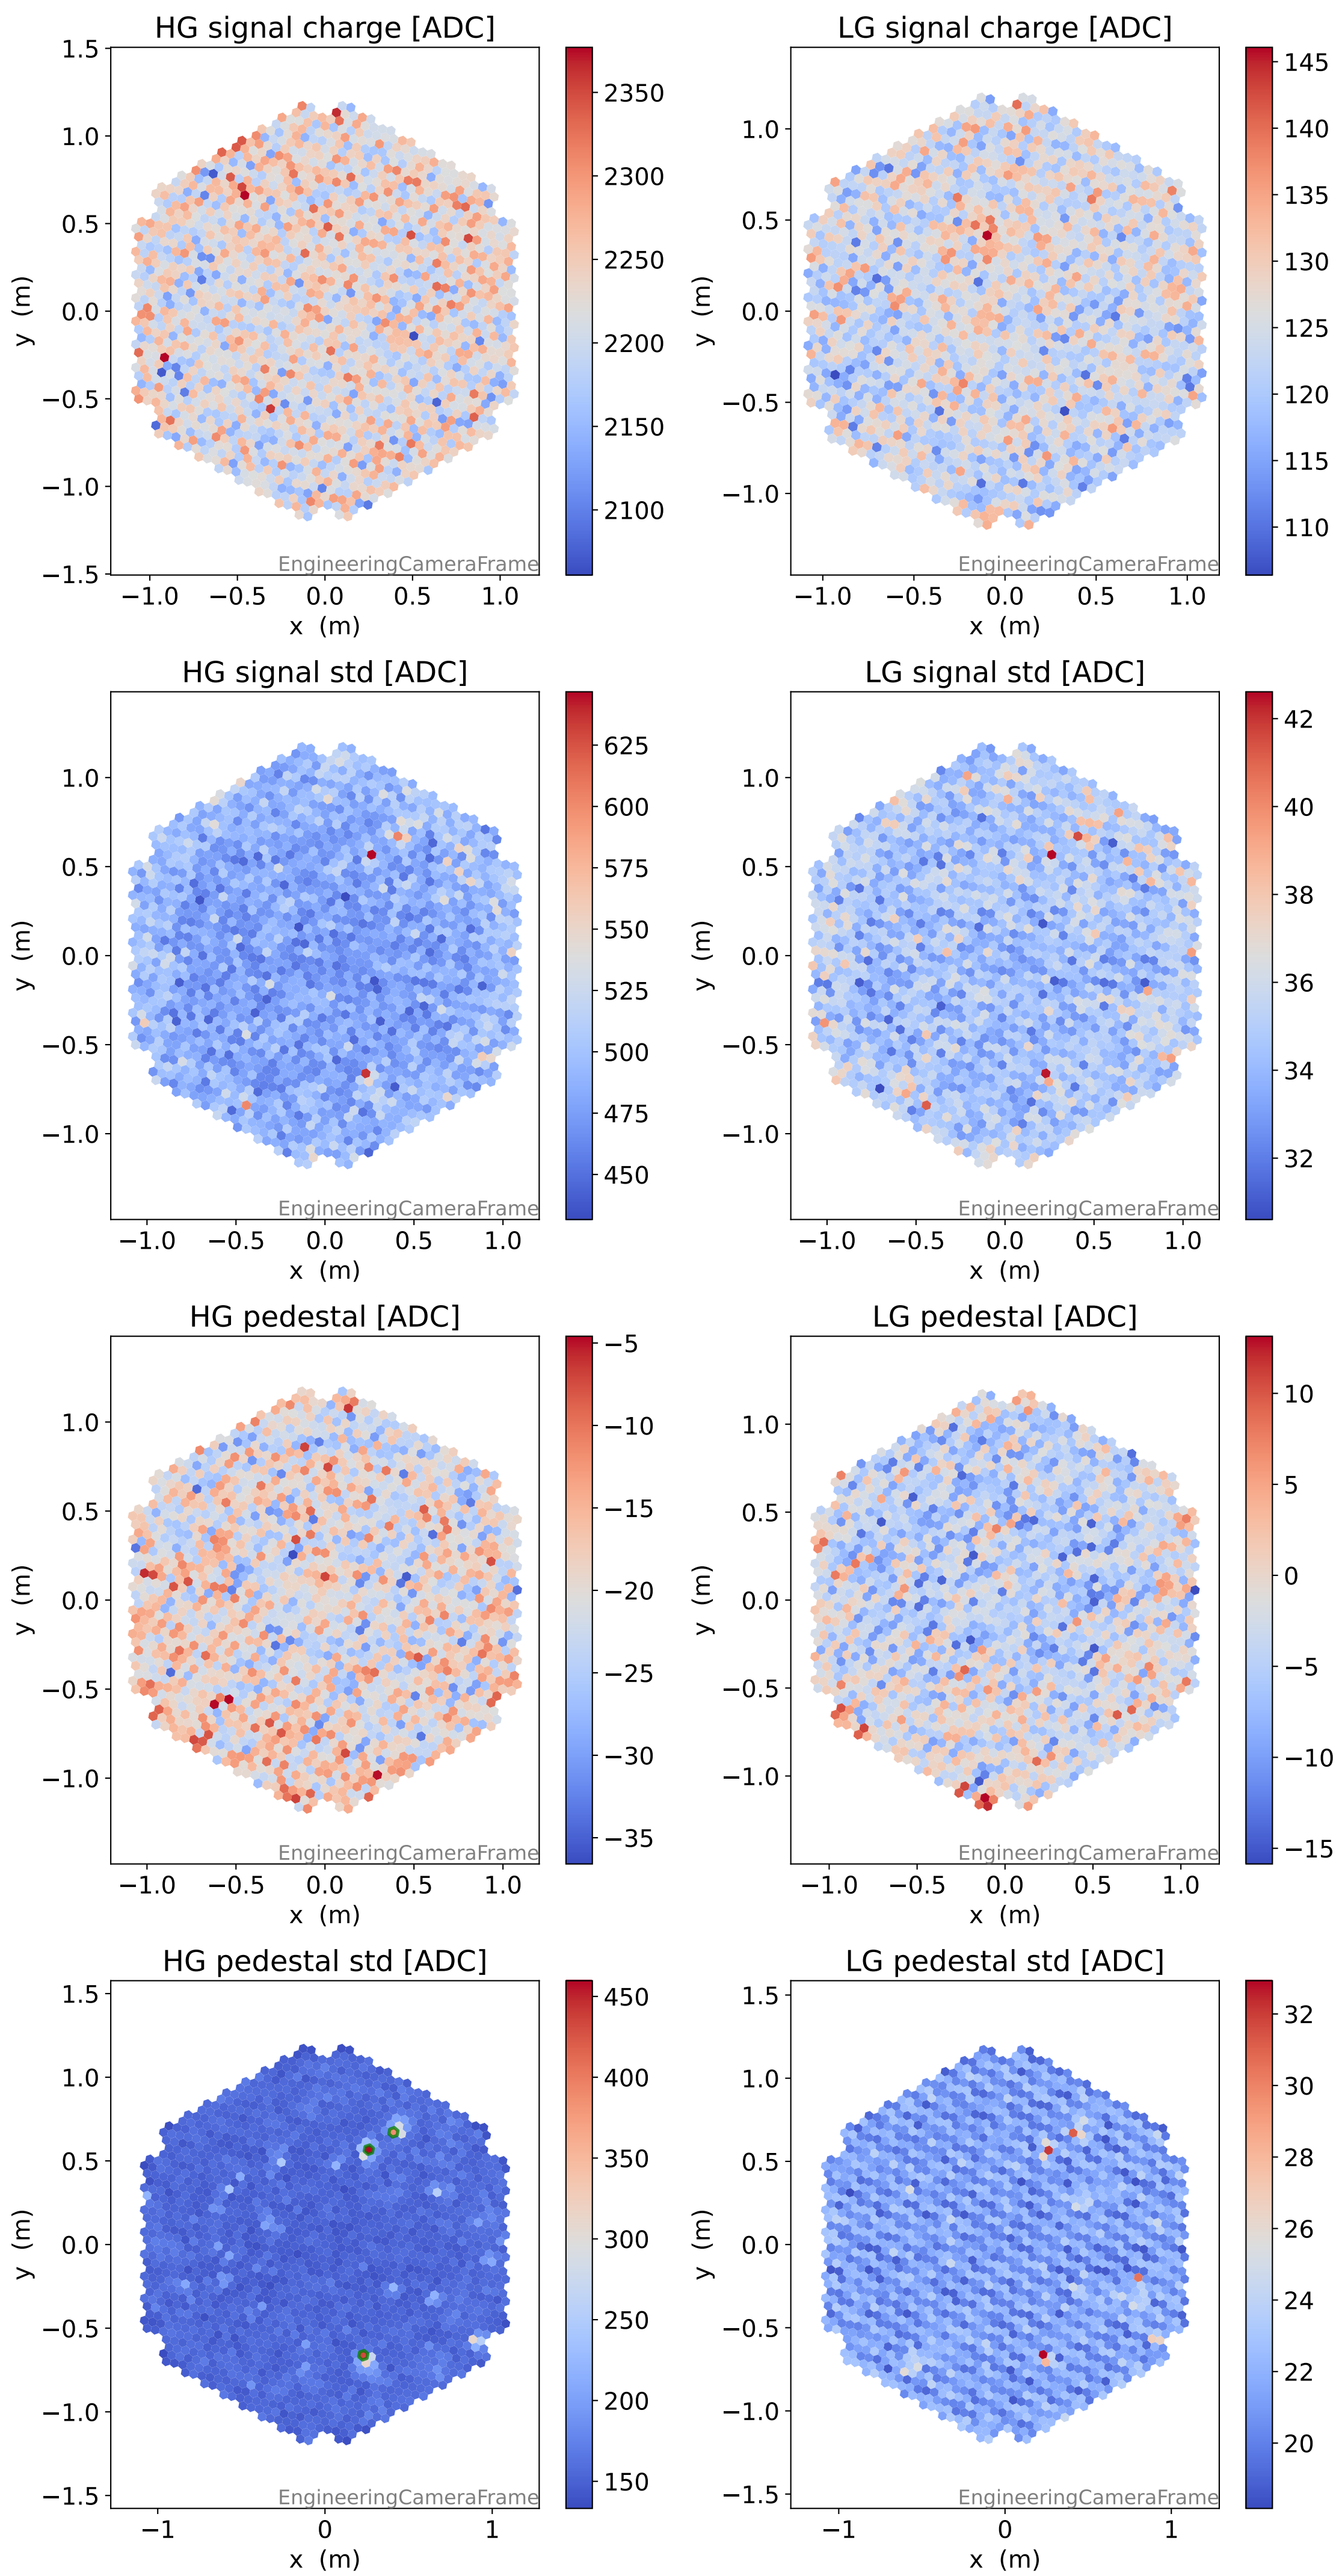 HG signal charge [ADC]
1.5
1.0
0.5
0.0
−0.5
−1.0
−1.5
y (m)
EngineeringCameraFrame
−1.0 −0.5 0.0 0.5 1.0
x (m)
2350
2300
2250
2200
2150
2100
LG signal charge [ADC]
1.0
0.5
0.0
−0.5
−1.0
y (m)
EngineeringCameraFrame
−1.0 −0.5 0.0 0.5 1.0
x (m)
145
140
135
130
125
120
115
110
HG signal std [ADC]
1.0
0.5
0.0
−0.5
−1.0
y (m)
EngineeringCameraFrame
−1.0 −0.5 0.0 0.5 1.0
x (m)
625
600
575
550
525
500
475
450
LG signal std [ADC]
1.0
0.5
0.0
−0.5
−1.0
y (m)
EngineeringCameraFrame
−1.0 −0.5 0.0 0.5 1.0
x (m)
42
40
38
36
34
32
HG pedestal [ADC]
1.0
0.5
0.0
−0.5
−1.0
y (m)
EngineeringCameraFrame
−1.0 −0.5 0.0 0.5 1.0
x (m)
−5
−10
−15
−20
−25
−30
−35
LG pedestal [ADC]
1.0
0.5
0.0
−0.5
−1.0
y (m)
EngineeringCameraFrame
−1.0 −0.5 0.0 0.5 1.0
x (m)
10
5
0
−5
−10
−15
HG pedestal std [ADC]
1.5
1.0
0.5
0.0
−0.5
−1.0
−1.5
y (m)
EngineeringCameraFrame
−1 0 1
x (m)
450
400
350
300
250
200
150
LG pedestal std [ADC]
1.5
1.0
0.5
0.0
−0.5
−1.0
−1.5
y (m)
EngineeringCameraFrame
−1 0 1
x (m)
32
30
28
26
24
22
20